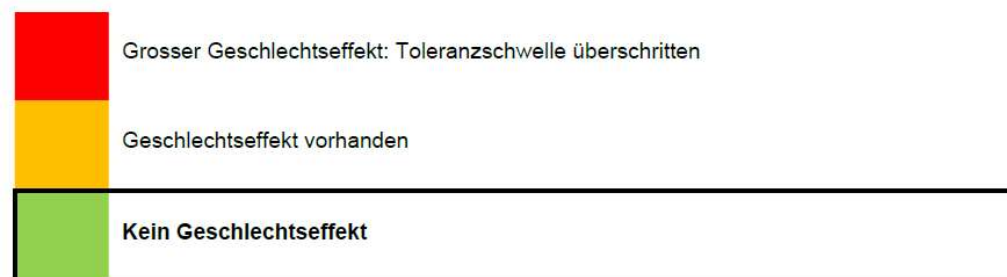 Grosser Geschlechtseffekt: Toleranzschwelle überschritten
Geschlechtseffekt vorhanden
Kein Geschlechtseffekt